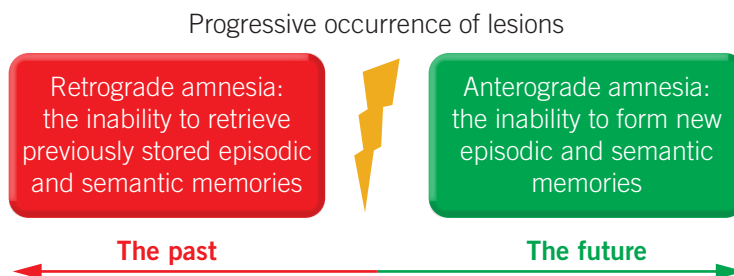 Progressive occurrence of lesions
Retrograde amnesia:
the inability to retrieve
previously stored episodic
and semantic memories
Anterograde amnesia:
the inability to form new
episodic and semantic
memories
The past
The future